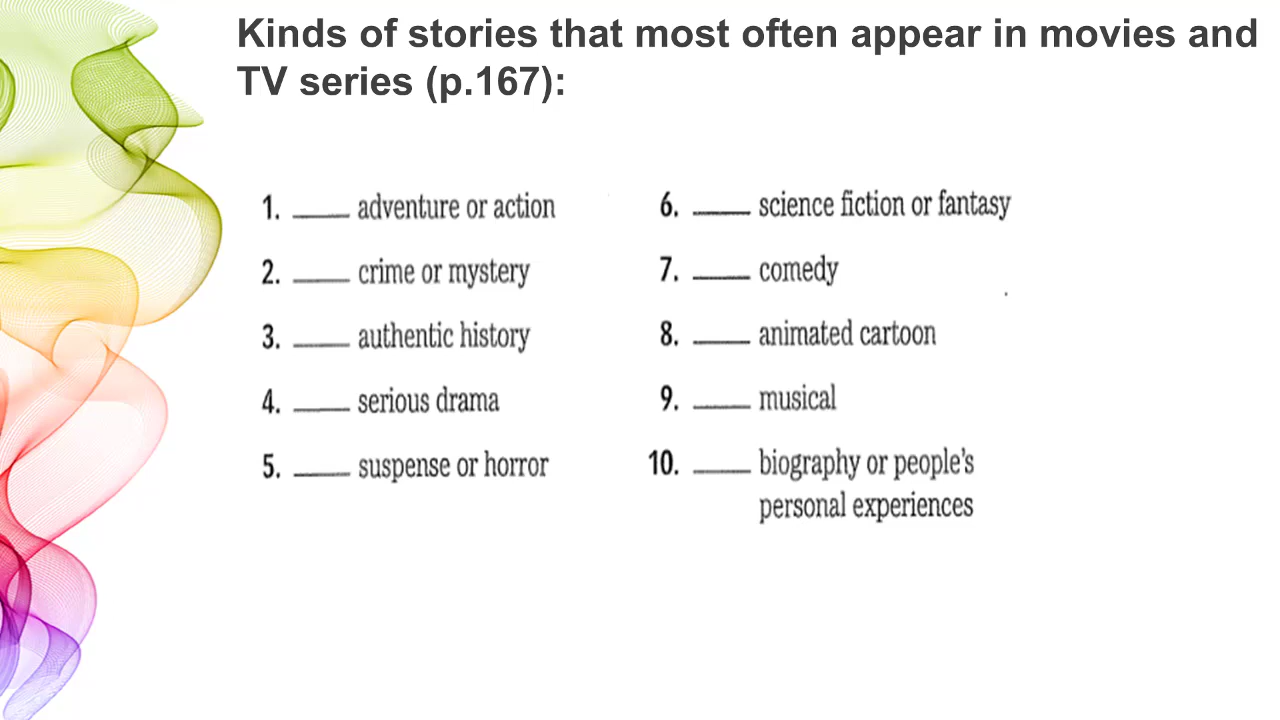 Kinds of stories that most often appear in movies and
TV series (p.167):
1. ____ adventure or action
2. ____ crime or mystery
3. ____ authentic history
4. ____ serious drama
5. ____ suspense or horror
6. ____ science fiction or fantasy
7. ____ comedy
8. ____ animated cartoon
9. ____ musical
10. ____ biography or people's
personal experiences